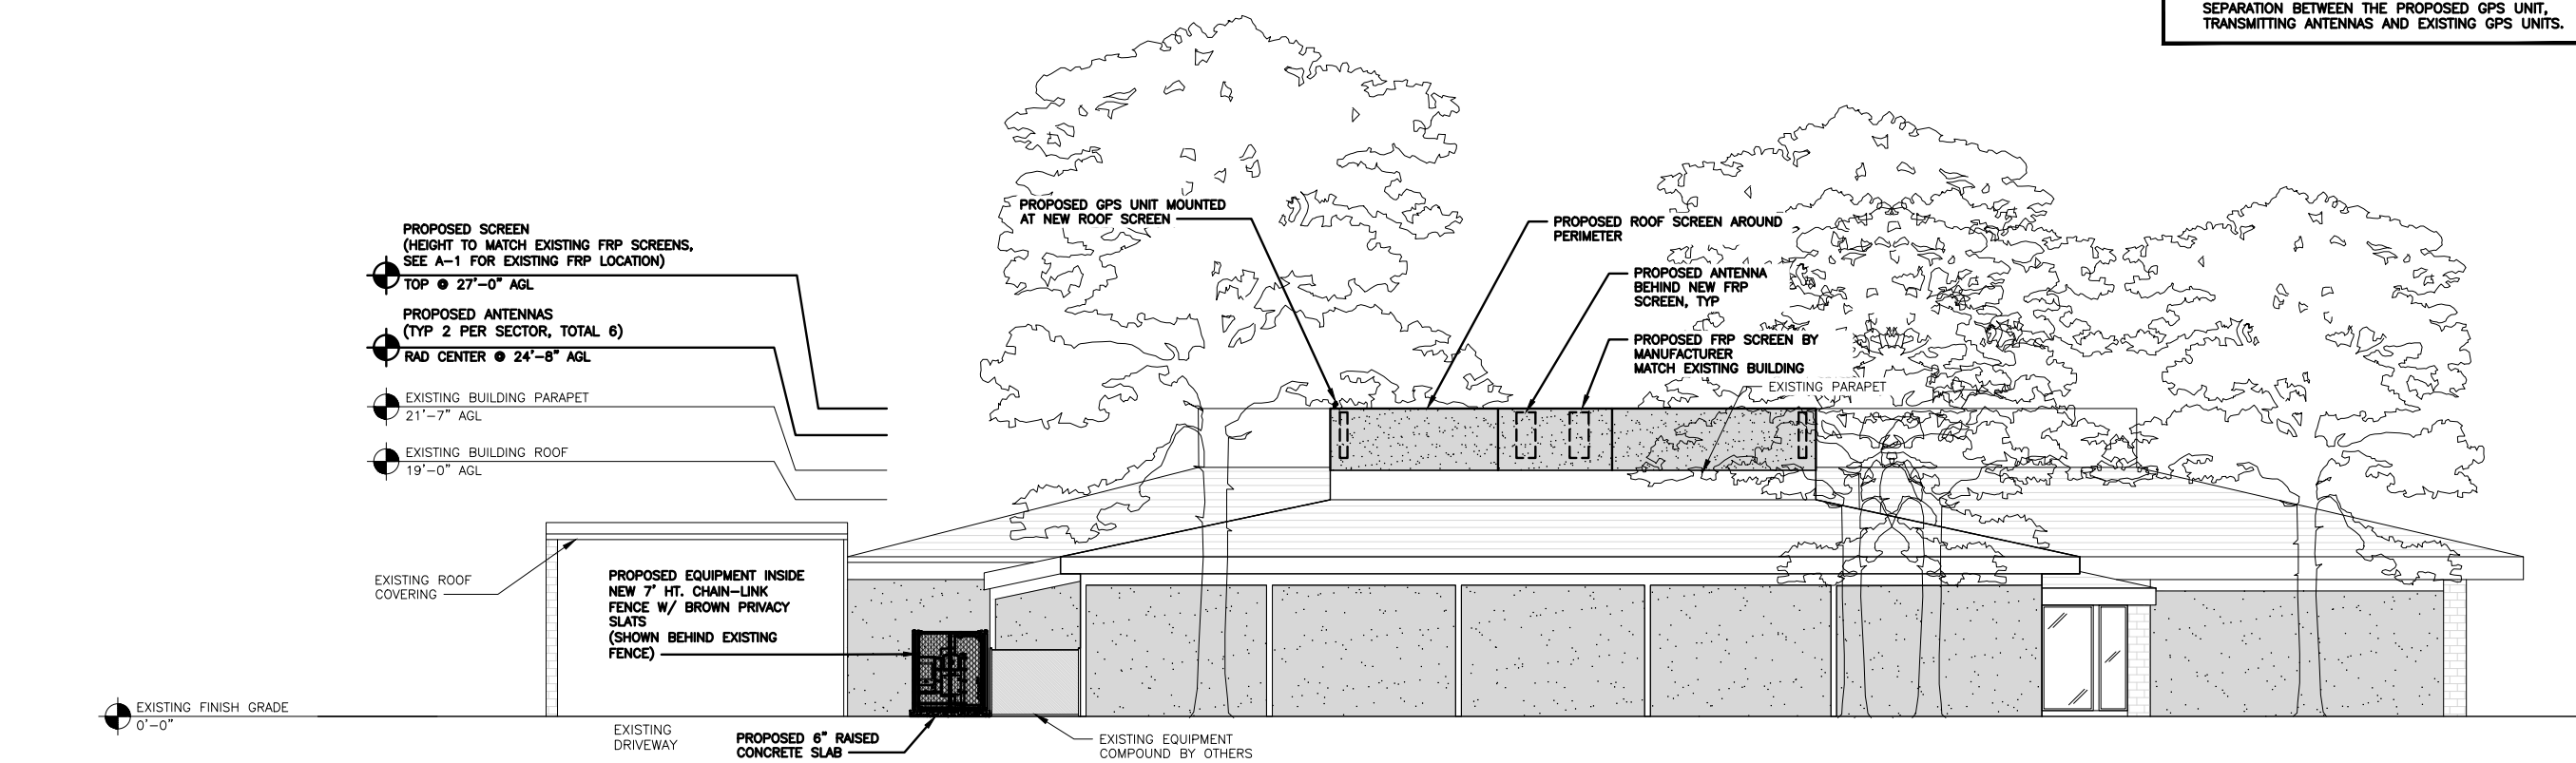 SEPARATION BETWEEN THE PROPOSED GPS UNIT,
TRANSMITTING ANTENNAS AND EXISTING GPS UNITS.
PROPOSED SCREEN
(HEIGHT TO MATCH EXISTING FRP SCREENS,
SEE A-1 FOR EXISTING FRP LOCATION)
TOP @ 27'-0" AGL
PROPOSED ANTENNAS
(TYP 2 PER SECTOR, TOTAL 6)
RAD CENTER @ 24'-8" AGL
EXISTING BUILDING PARAPET
21'-7" AGL
EXISTING BUILDING ROOF
19'-0" AGL
PROPOSED GPS UNIT MOUNTED
AT NEW ROOF SCREEN
PROPOSED ROOF SCREEN AROUND
PERIMETER
PROPOSED ANTENNA
BEHIND NEW FRP
SCREEN, TYP
PROPOSED FRP SCREEN BY
MANUFACTURER
MATCH EXISTING BUILDING
EXISTING PARAPET
EXISTING ROOF
COVERING
PROPOSED EQUIPMENT INSIDE
NEW 7' HT. CHAIN-LINK
FENCE W/ BROWN PRIVACY
SLATS
(SHOWN BEHIND EXISTING
FENCE)
EXISTING FINISH GRADE
0'-0"
EXISTING
DRIVEWAY
PROPOSED 6" RAISED
CONCRETE SLAB
EXISTING EQUIPMENT
COMPOUND BY OTHERS